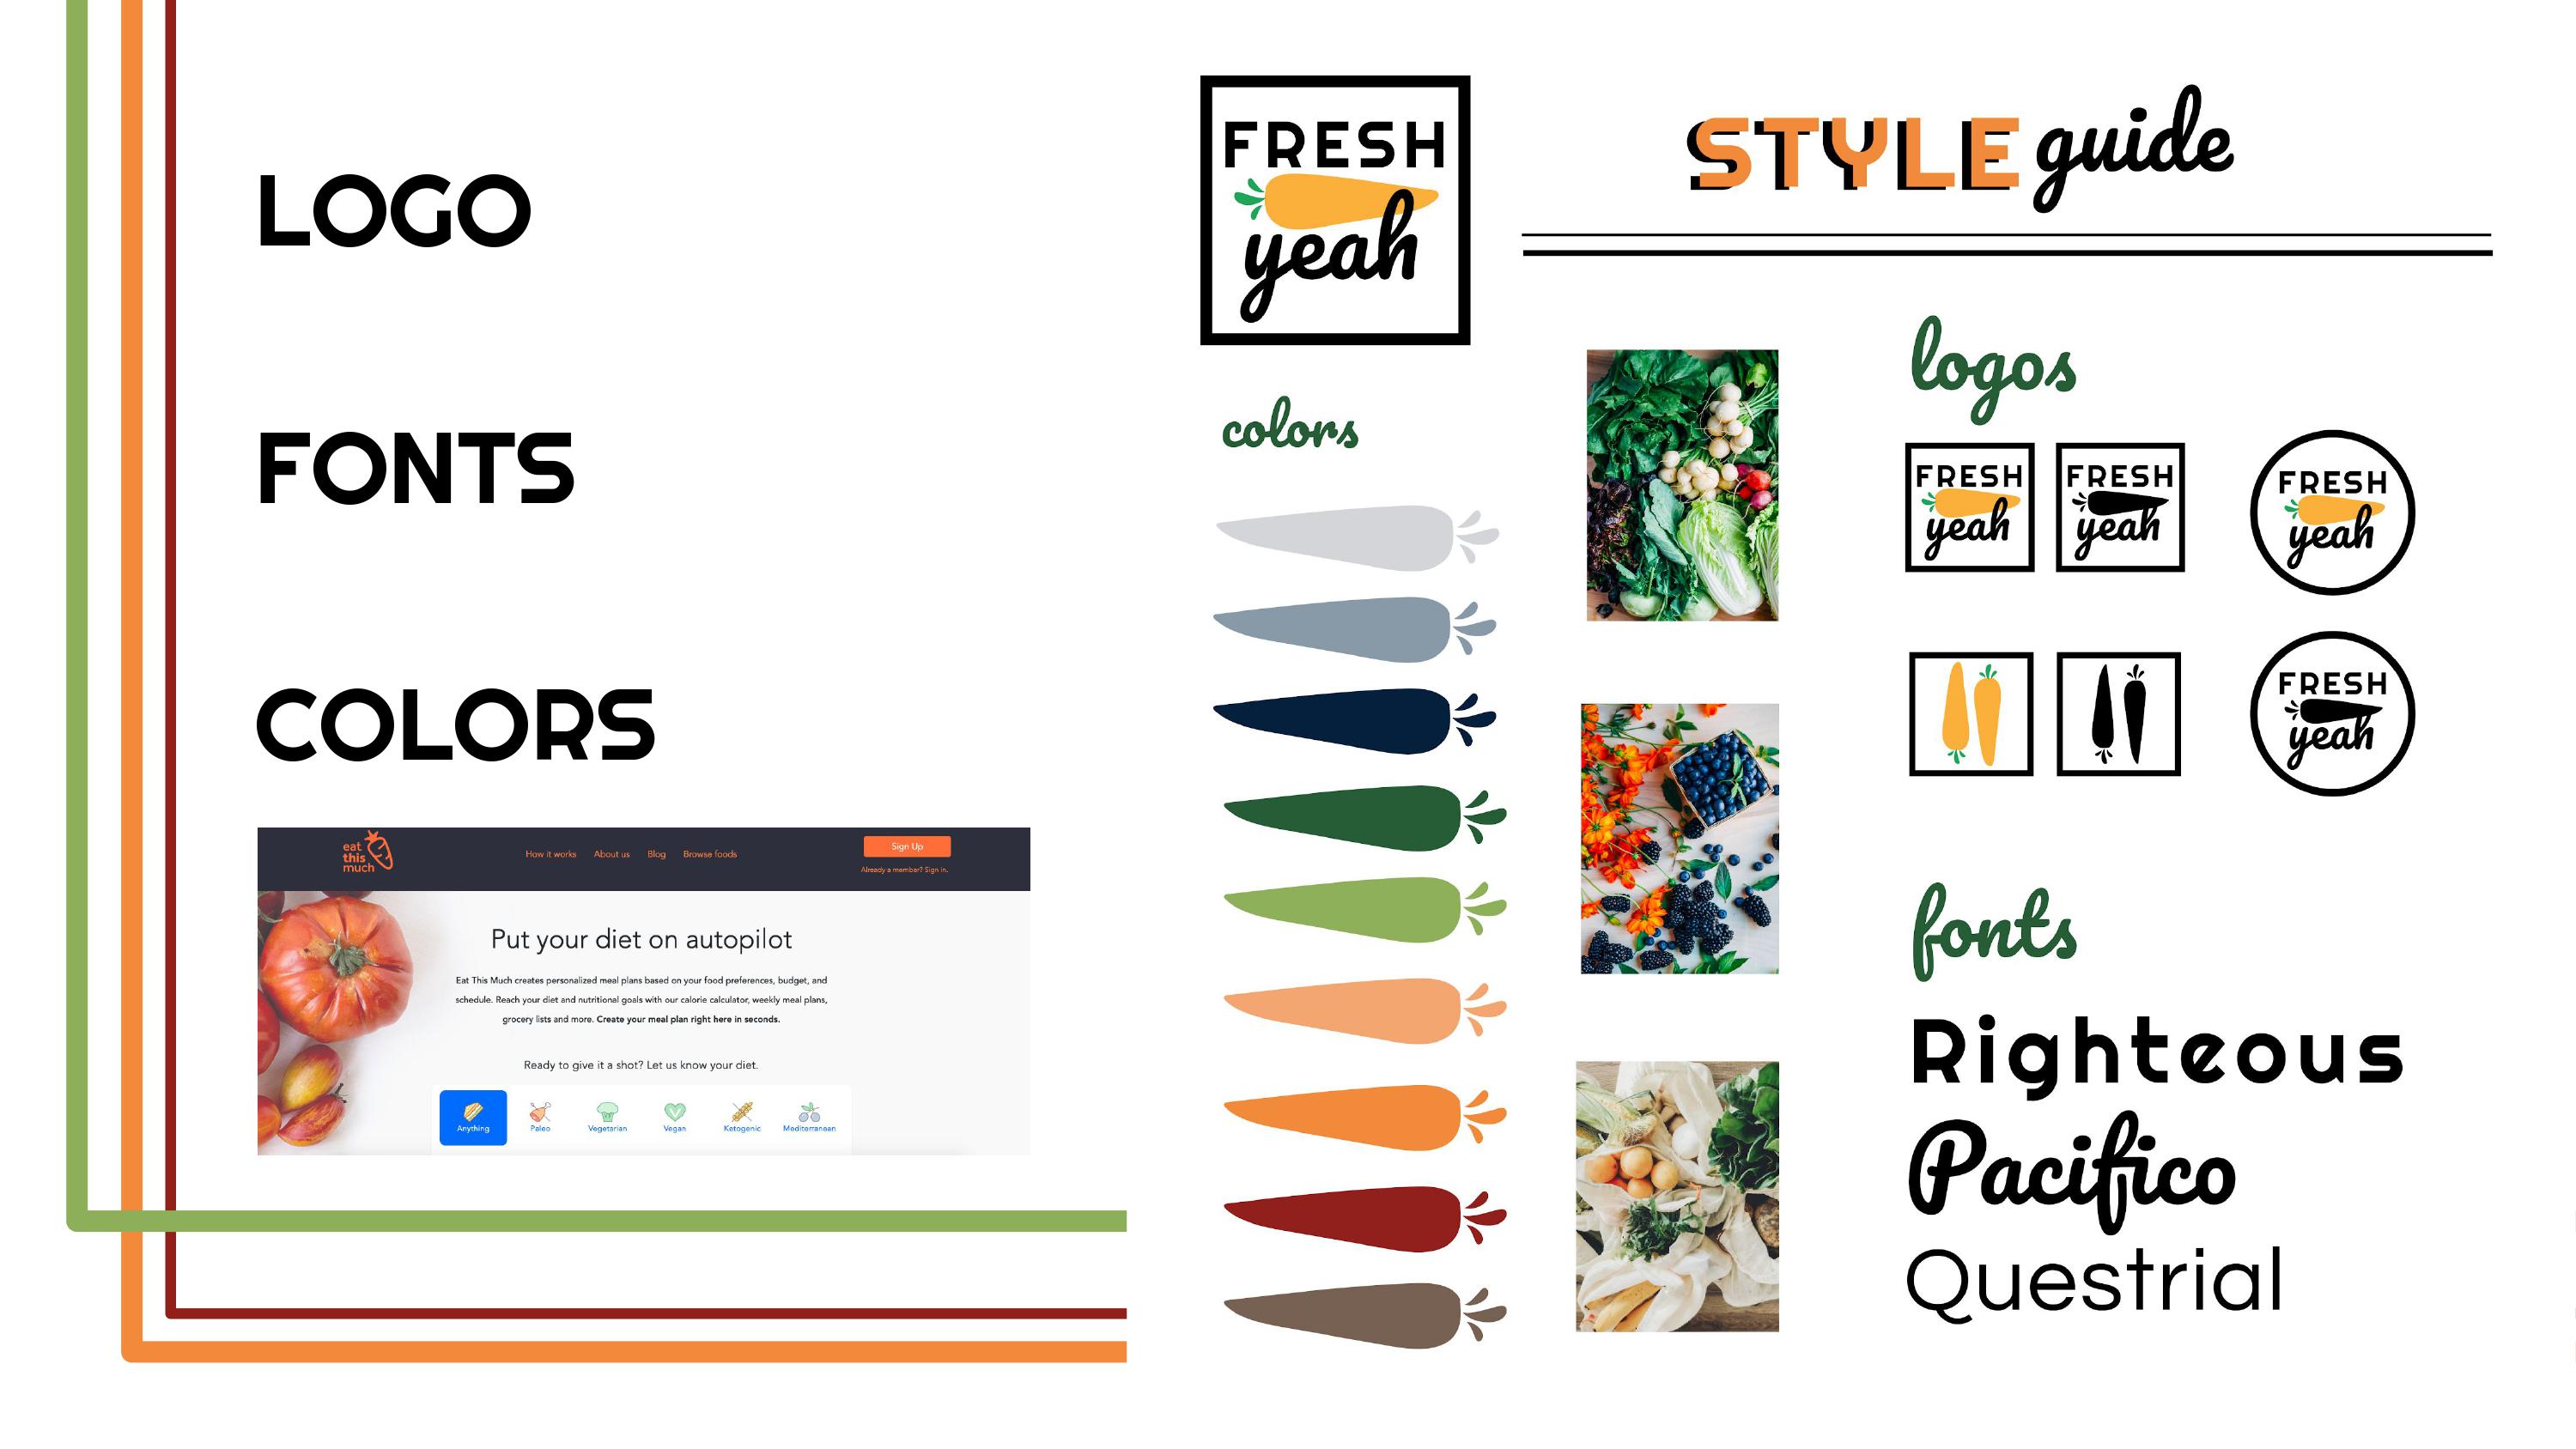 LOGO
FONTS
COLORS
eat
this
much
How it works About us Blog Browse foods
Sign Up
Already a member? Sign in.
Put your diet on autopilot
Eat This Much creates personalized meal plans based on your food preferences, budget, and
schedule. Reach your diet and nutritional goals with our calorie calculator, weekly meal plans,
grocery lists and more. Create your meal plan right here in seconds.
Ready to give it a shot? Let us know your diet.
Anything Paleo Vegetarian Vegan Ketogenic Mediterranean
FRESH
yeah
STYLE guide
colors
logos
FRESH
yeah
FRESH
yeah
FRESH
yeah
FRESH
yeah
fonts
Righteous
Pacifico
Questrial